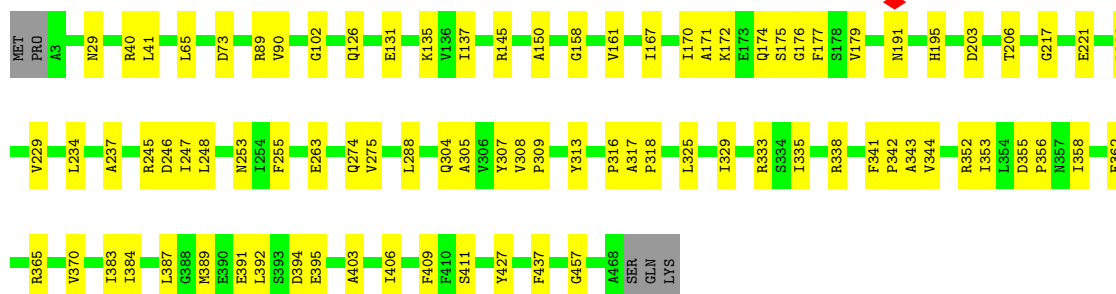 MET PRO A3 N29 R40 L41 L65 D73 R89 V90 G102 Q126 E131 K135 V136 I137 R145 A150 G158 V161 I167 I170 A171 K172 E173 Q174 S175 G176 F177 S178 V179 N191 H195 D203 T206 G217 E221
V229 L234 A237 R245 D246 I247 L248 N253 I254 F255 E263 Q274 V275 L288 Q304 A305 V306 Y307 V308 P309 Y313 P316 A317 P318 L325 I329 R333 S334 I335 R338 F341 P342 A343 V344 R352 I353 L354 D355 P356 N357 I358
R365 V370 I383 I384 L387 G388 M389 E390 E391 L392 S393 D394 E395 A403 I406 F409 F410 S411 Y427 F437 G457 A468 SER GLN LYS